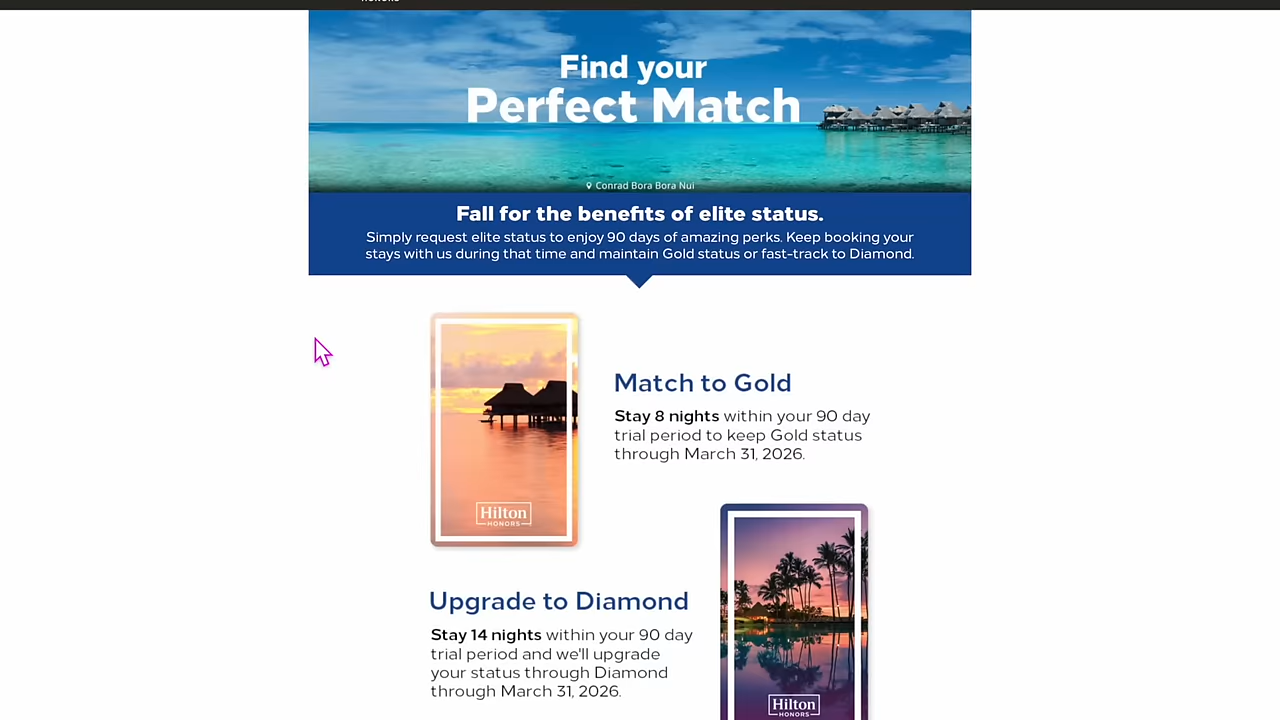 HONORS
Find your
Perfect Match
Conrad Bora Bora Nui
Fall for the benefits of elite status.
Simply request elite status to enjoy 90 days of amazing perks. Keep booking your
stays with us during that time and maintain Gold status or fast-track to Diamond.
Match to Gold
Stay 8 nights within your 90 day
trial period to keep Gold status
through March 31, 2026.
Hilton
HONORS
Upgrade to Diamond
Stay 14 nights within your 90 day
trial period and we'll upgrade
your status through Diamond
through March 31, 2026.
Hilton
HONORS